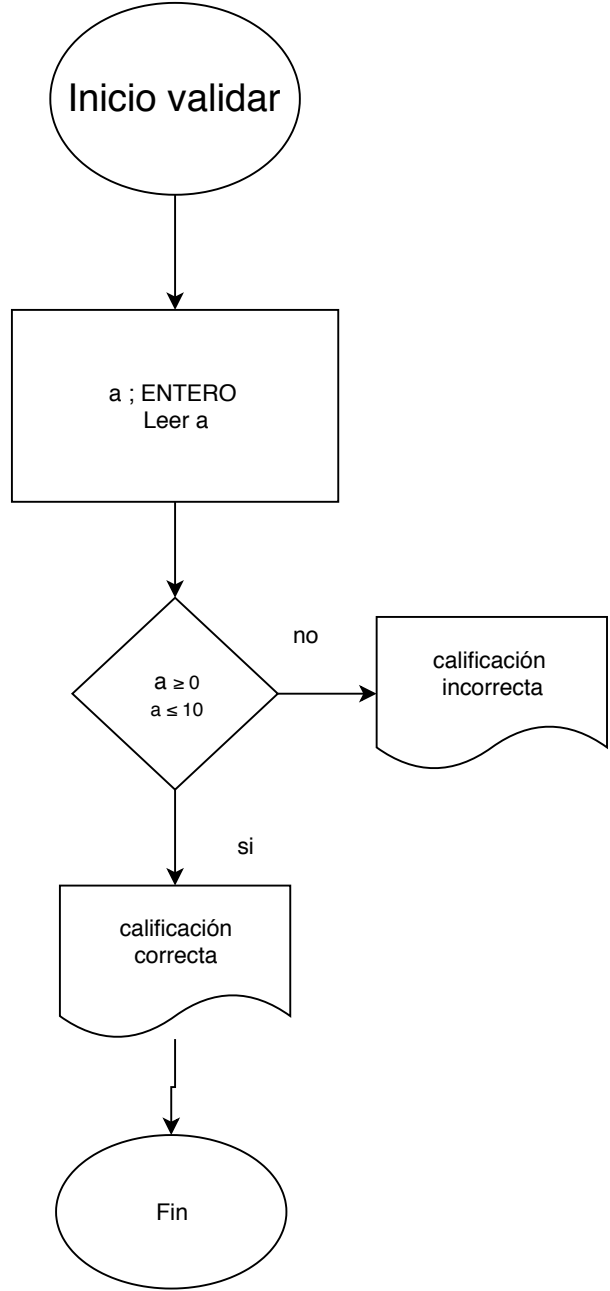 Inicio validar
a ; ENTERO
Leer a
a ≥ 0
a ≤ 10
no
calificación
incorrecta
si
calificación
correcta
Fin